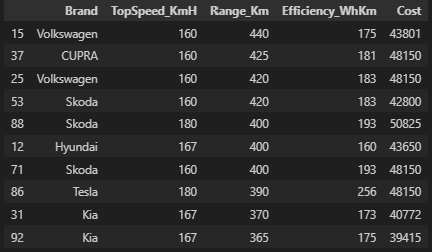 Brand TopSpeed_KmH Range_Km Efficiency_WhKm Cost
15 Volkswagen 160 440 175 43801
37 CUPRA 160 425 181 48150
25 Volkswagen 160 420 183 48150
53 Skoda 160 420 183 42800
88 Skoda 180 400 193 50825
12 Hyundai 167 400 160 43650
71 Skoda 160 400 193 48150
86 Tesla 180 390 256 48150
31 Kia 167 370 173 40772
92 Kia 167 365 175 39415